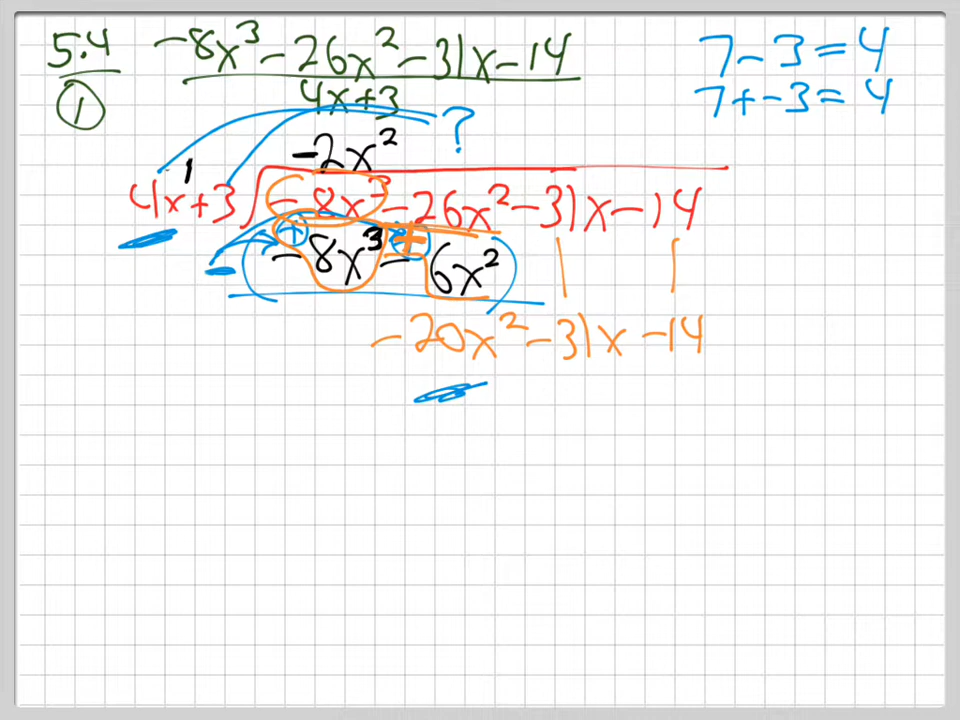 5.4 -8x³ - 26x² - 31x - 14
① 4x+3
7 - 3 = 4
7 + -3 = 4
?
-2x²
4x¹+3 -8x³ - 26x² - 31x - 14
- (-8x³ - 6x²)
+ +
-20x² - 31x - 14